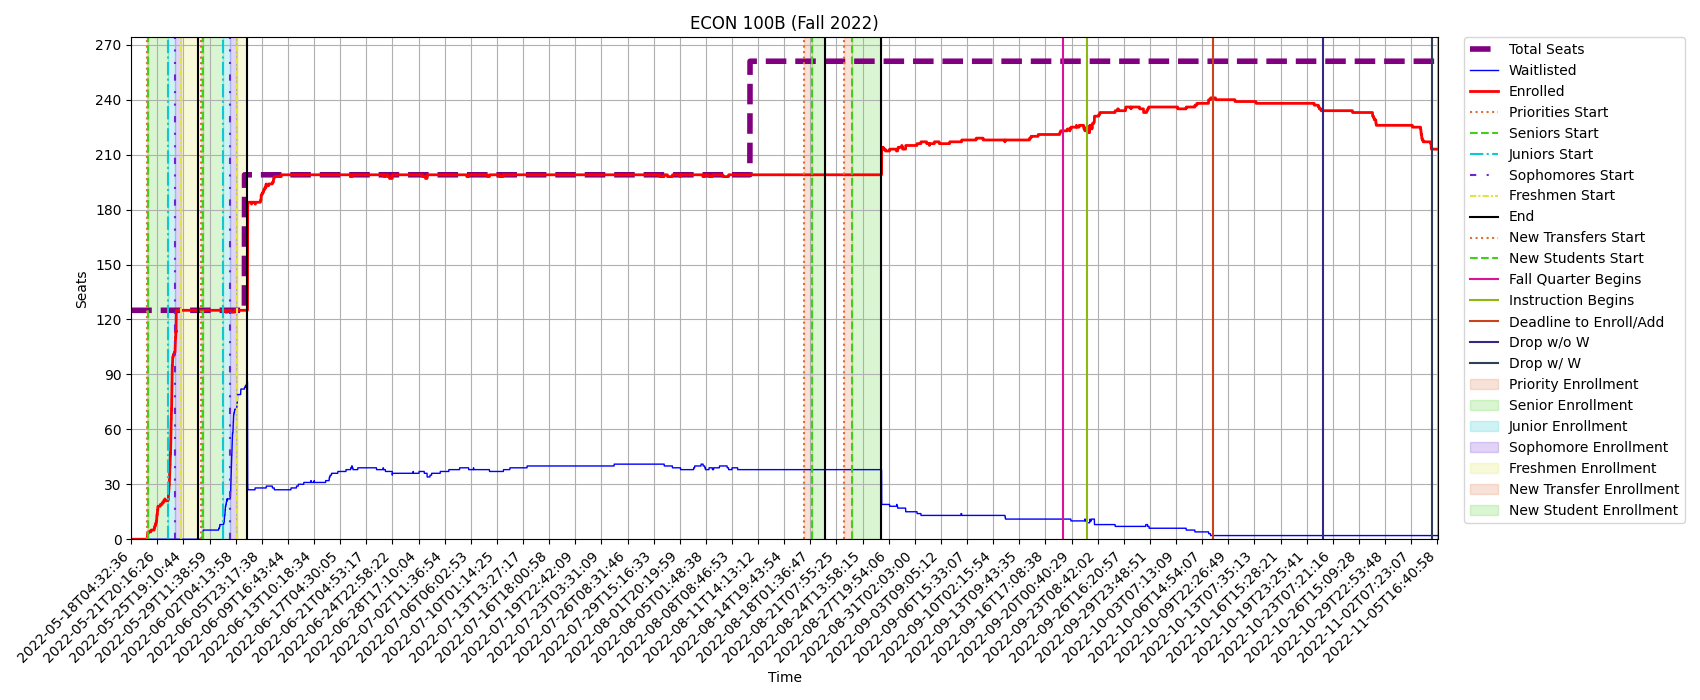 ECON 100B (Fall 2022)
Seats
270
240
210
180
150
120
90
60
30
0
2022-05-18T04:32:36
2022-05-21T20:16:26
2022-05-25T19:10:44
2022-05-29T11:38:59
2022-06-02T04:13:58
2022-06-05T23:17:38
2022-06-09T16:43:44
2022-06-13T10:18:34
2022-06-17T04:30:05
2022-06-21T04:53:17
2022-06-24T22:58:22
2022-06-28T17:10:04
2022-07-02T11:36:54
2022-07-06T06:02:53
2022-07-10T01:14:25
2022-07-13T13:27:17
2022-07-16T18:00:58
2022-07-19T22:42:09
2022-07-23T03:31:09
2022-07-26T08:31:46
2022-07-29T15:16:33
2022-08-01T20:19:59
2022-08-05T01:48:38
2022-08-08T08:46:53
2022-08-11T14:13:12
2022-08-14T19:43:54
2022-08-18T01:36:47
2022-08-21T07:55:25
2022-08-24T13:58:15
2022-08-27T19:54:06
2022-08-31T02:03:00
2022-09-03T09:05:12
2022-09-06T15:33:07
2022-09-10T02:15:54
2022-09-13T09:43:35
2022-09-16T17:08:38
2022-09-20T00:40:29
2022-09-23T08:42:02
2022-09-26T16:20:57
2022-09-29T23:48:51
2022-10-03T07:13:09
2022-10-06T14:54:07
2022-10-09T22:26:49
2022-10-13T07:35:13
2022-10-16T15:28:21
2022-10-19T23:25:41
2022-10-23T07:21:16
2022-10-26T15:09:28
2022-10-29T22:53:48
2022-11-02T07:23:07
2022-11-05T16:40:58
Time
Total Seats
Waitlisted
Enrolled
Priorities Start
Seniors Start
Juniors Start
Sophomores Start
Freshmen Start
End
New Transfers Start
New Students Start
Fall Quarter Begins
Instruction Begins
Deadline to Enroll/Add
Drop w/o W
Drop w/ W
Priority Enrollment
Senior Enrollment
Junior Enrollment
Sophomore Enrollment
Freshmen Enrollment
New Transfer Enrollment
New Student Enrollment